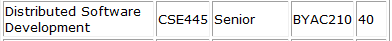 Distributed Software
Development
CSE445
Senior
BYAC210
40